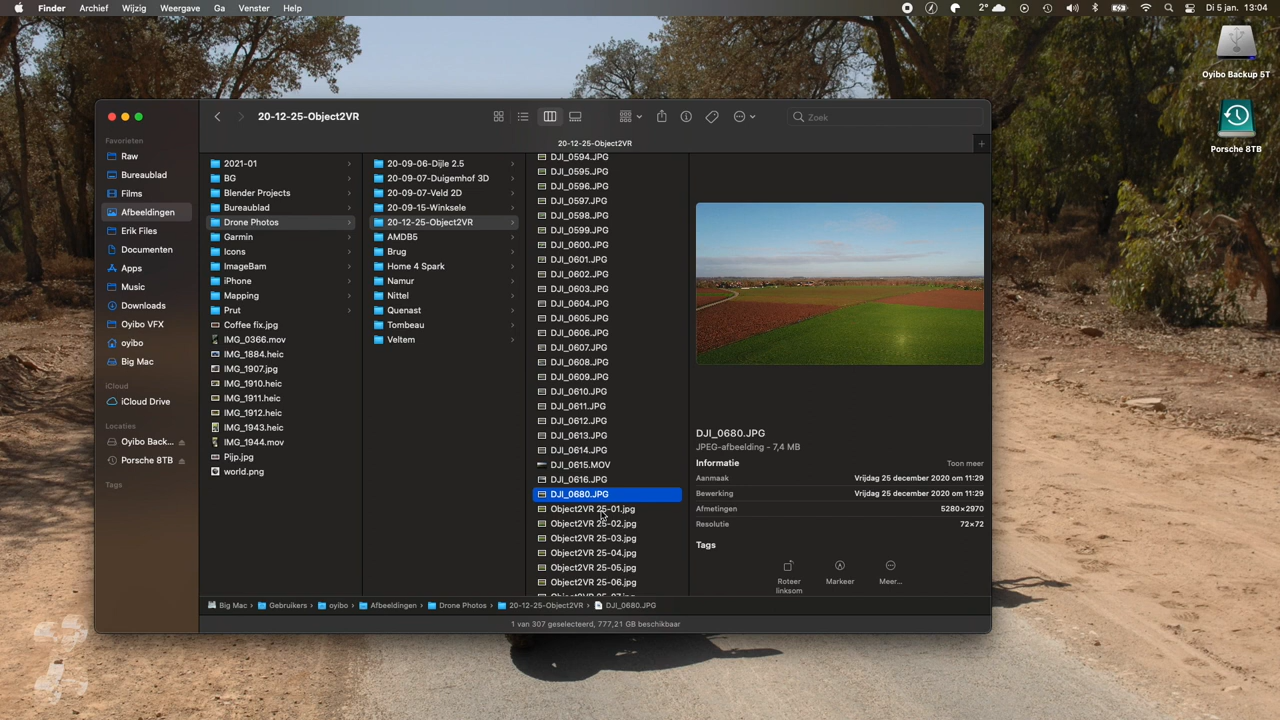 Finder Archief Wijzig Weergave Ga Venster Help 2° Di 5 jan. 13:04
Oyibo Backup 5T
Porsche 8TB
20-12-25-Object2VR
Zoek
20-12-25-Object2VR
Favorieten
Raw
Bureaublad
Films
Afbeeldingen
Erik Files
Documenten
Apps
Music
Downloads
Oyibo VFX
oyibo
Big Mac
iCloud
iCloud Drive
Locaties
Oyibo Back...
Porsche 8TB
Tags
2021-01
BG
Blender Projects
Bureaublad
Drone Photos
Garmin
Icons
ImageBam
iPhone
Mapping
Prut
Coffee fix.jpg
IMG_0366.mov
IMG_1884.heic
IMG_1907.jpg
IMG_1910.heic
IMG_1911.heic
IMG_1912.heic
IMG_1943.heic
IMG_1944.mov
Pijp.jpg
world.png
20-09-06-Dijle 2.5
20-09-07-Duigemhof 3D
20-09-07-Veld 2D
20-09-15-Winksele
20-12-25-Object2VR
AMDB5
Brug
Home 4 Spark
Namur
Nittel
Quenast
Tombeau
Veltem
DJI_0594.JPG
DJI_0595.JPG
DJI_0596.JPG
DJI_0597.JPG
DJI_0598.JPG
DJI_0599.JPG
DJI_0600.JPG
DJI_0601.JPG
DJI_0602.JPG
DJI_0603.JPG
DJI_0604.JPG
DJI_0605.JPG
DJI_0606.JPG
DJI_0607.JPG
DJI_0608.JPG
DJI_0609.JPG
DJI_0610.JPG
DJI_0611.JPG
DJI_0612.JPG
DJI_0613.JPG
DJI_0614.JPG
DJI_0615.MOV
DJI_0616.JPG
DJI_0680.JPG
Object2VR 25-01.jpg
Object2VR 25-02.jpg
Object2VR 25-03.jpg
Object2VR 25-04.jpg
Object2VR 25-05.jpg
Object2VR 25-06.jpg
Object2VR 25-07.jpg
DJI_0680.JPG
JPEG-afbeelding - 7,4 MB
Informatie Toon meer
Aanmaak Vrijdag 25 december 2020 om 11:29
Bewerking Vrijdag 25 december 2020 om 11:29
Afmetingen 5280×2970
Resolutie 72×72
Tags
Roteer linksom
Markeer
Meer...
Big Mac › Gebruikers › oyibo › Afbeeldingen › Drone Photos › 20-12-25-Object2VR › DJI_0680.JPG
1 van 307 geselecteerd, 777,21 GB beschikbaar